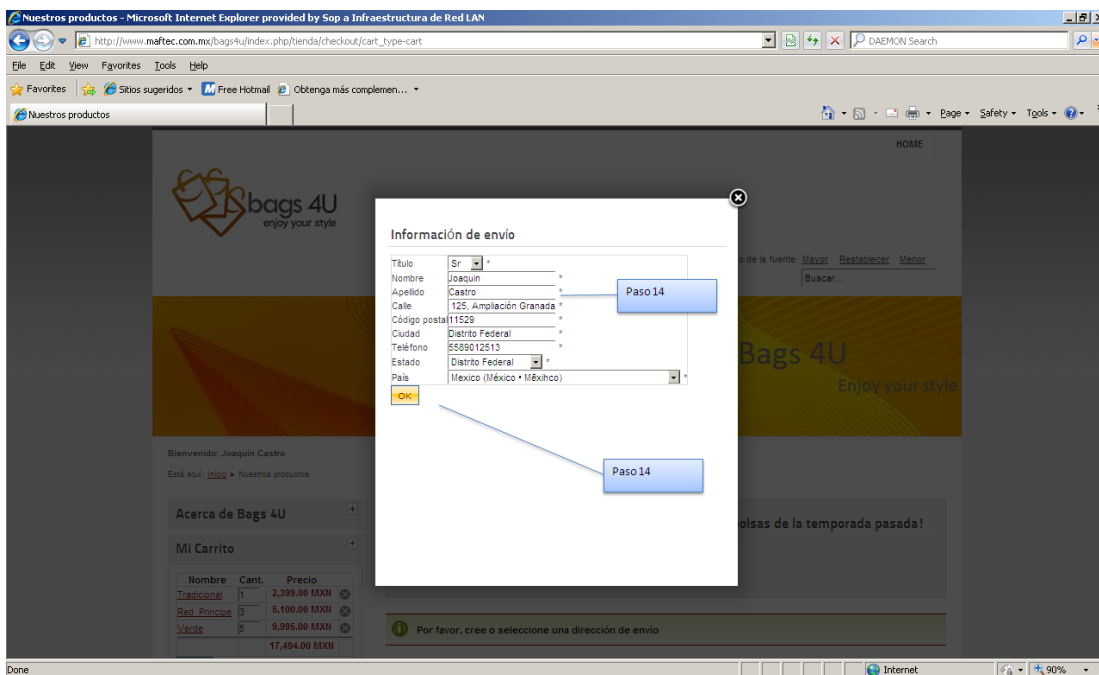 Nuestros productos - Microsoft Internet Explorer provided by Sop a Infraestructura de Red LAN
http://www.maftec.com.mx/bags4u/index.php/tienda/checkout/cart_type-cart
DAEMON Search
File Edit View Favorites Tools Help
Favorites Sitios sugeridos Free Hotmail Obtenga más complemen...
Nuestros productos Page Safety Tools
HOME
bags 4U
enjoy your style
Información de envío
o de la fuente Mayor Restablecer Menor
Buscar...
Título Sr *
Nombre Joaquin *
Apellido Castro *
Paso 14
Calle 125, Ampliación Granada *
Código postal 11529 *
Ciudad Distrito Federal *
Teléfono 5589012513 *
Estado Distrito Federal *
País Mexico (México • Mēxihco) *
OK
Bags 4U
Enjoy your style
Paso 14
Bienvenido: Joaquin Castro
Está aquí: Inicio Nuestros productos
Acerca de Bags 4U +
olsas de la temporada pasada!
Mi Carrito +
Nombre Cant. Precio
Tradicional 1 2,399.00 MXN
Red Principe 3 5,100.00 MXN
Verde 5 9,995.00 MXN
17,494.00 MXN
Por favor, cree o seleccione una dirección de envio
Done Internet 90%